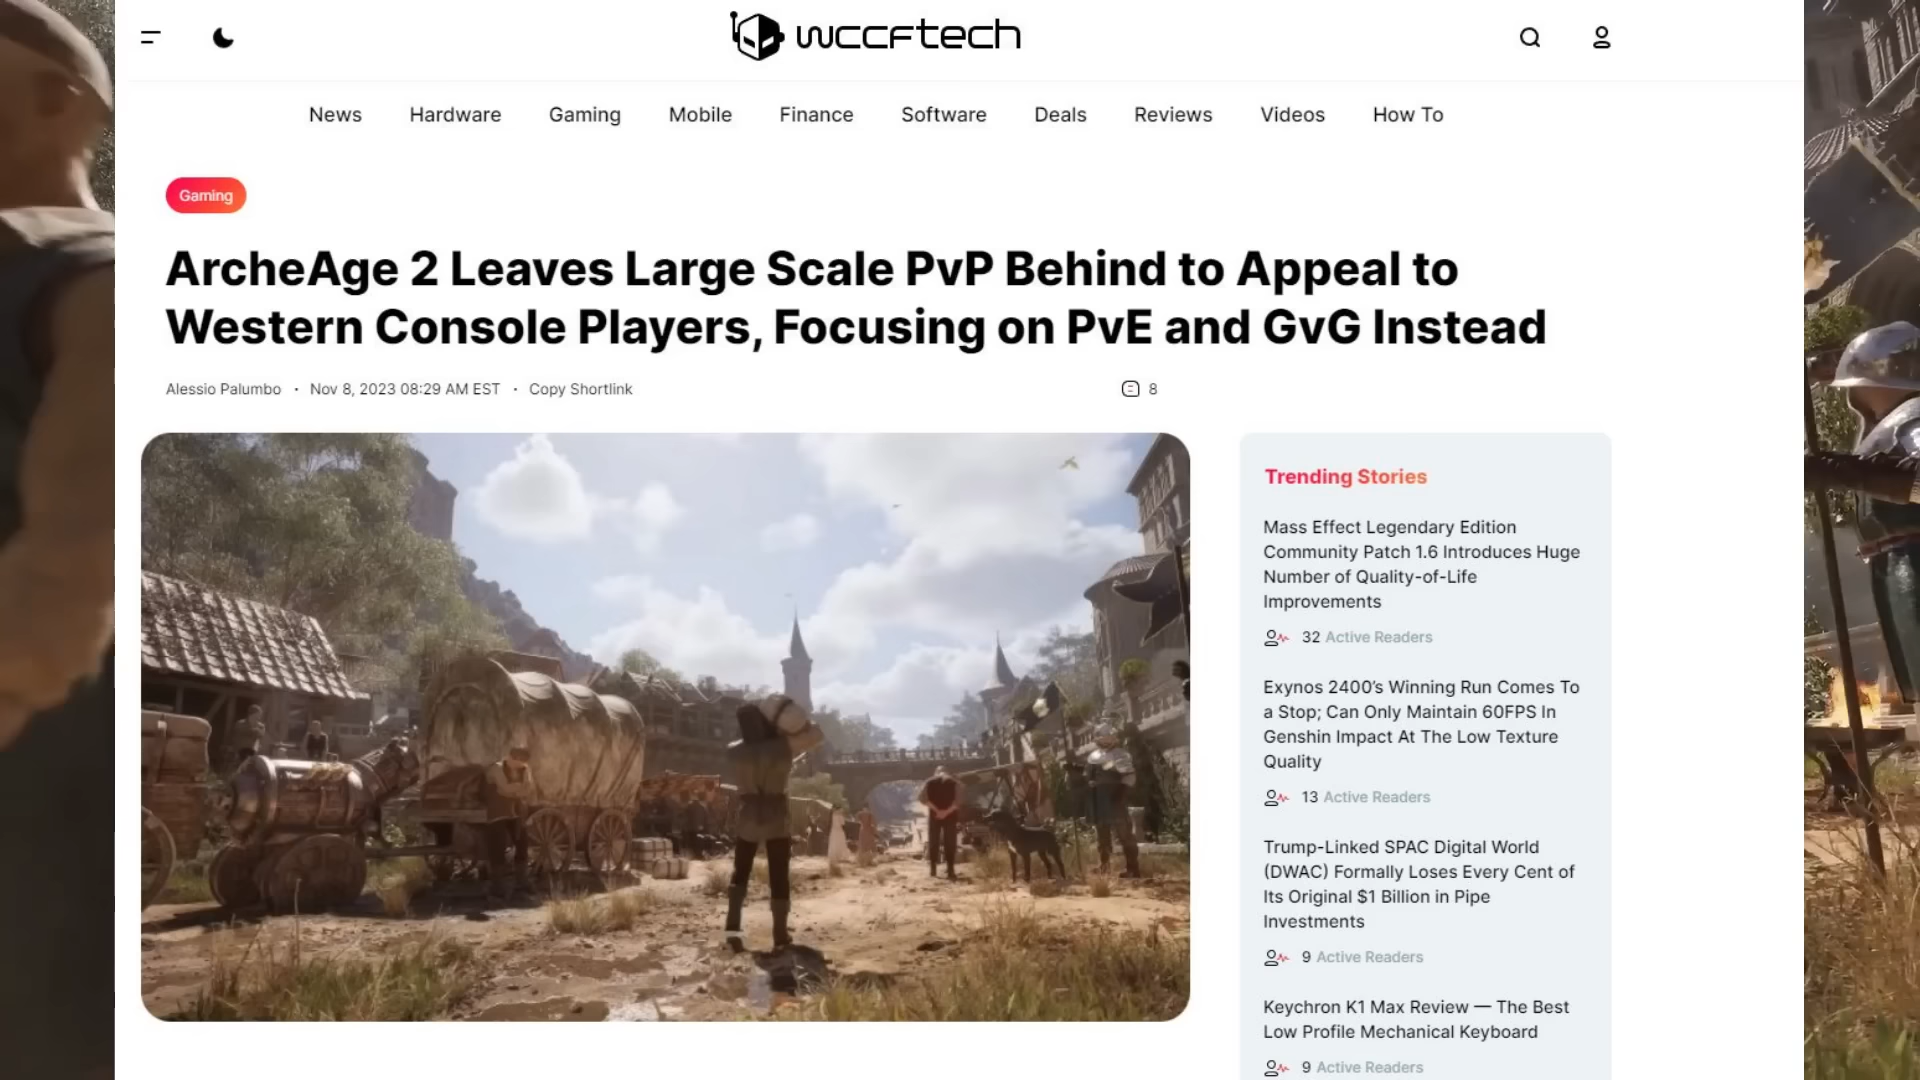 wccftech
News Hardware Gaming Mobile Finance Software Deals Reviews Videos How To
Gaming
ArcheAge 2 Leaves Large Scale PvP Behind to Appeal to
Western Console Players, Focusing on PvE and GvG Instead
Alessio Palumbo • Nov 8, 2023 08:29 AM EST • Copy Shortlink 8
Trending Stories
Mass Effect Legendary Edition
Community Patch 1.6 Introduces Huge
Number of Quality-of-Life
Improvements
32 Active Readers
Exynos 2400’s Winning Run Comes To
a Stop; Can Only Maintain 60FPS In
Genshin Impact At The Low Texture
Quality
13 Active Readers
Trump-Linked SPAC Digital World
(DWAC) Formally Loses Every Cent of
Its Original $1 Billion in Pipe
Investments
9 Active Readers
Keychron K1 Max Review — The Best
Low Profile Mechanical Keyboard
9 Active Readers